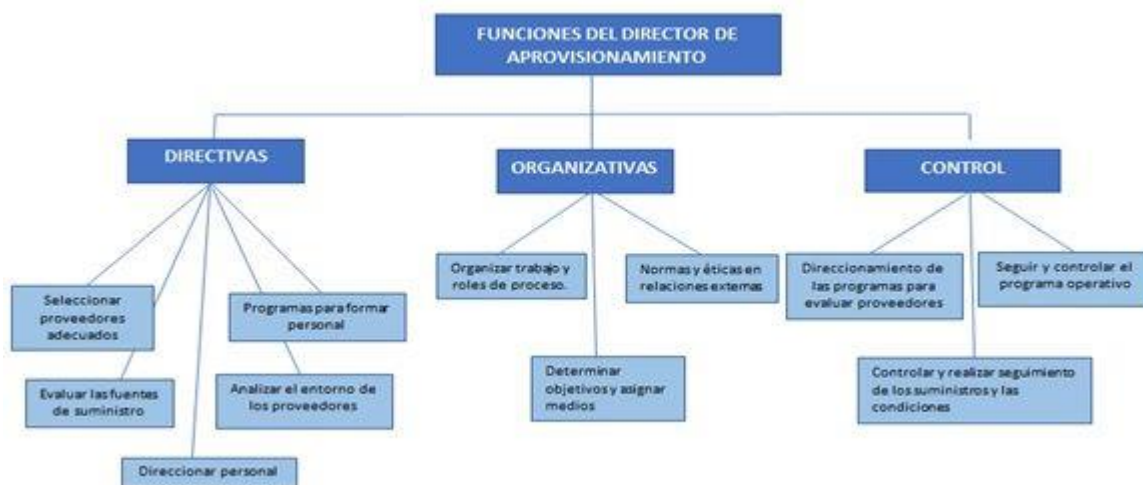 FUNCIONES DEL DIRECTOR DE
APROVISIONAMIENTO
DIRECTIVAS
ORGANIZATIVAS
CONTROL
Seleccionar
proveedores
adecuados
Programas para formar
personal
Evaluar las fuentes
de suministro
Analizar el entorno de
los proveedores
Direccionar personal
Organizar trabajo y
roles de proceso.
Normas y éticas en
relaciones externas
Determinar
objetivos y asignar
medios
Direccionamiento de
las programas para
evaluar proveedores
Seguir y controlar el
programa operativo
Controlar y realizar seguimiento
de los suministros y las
condiciones